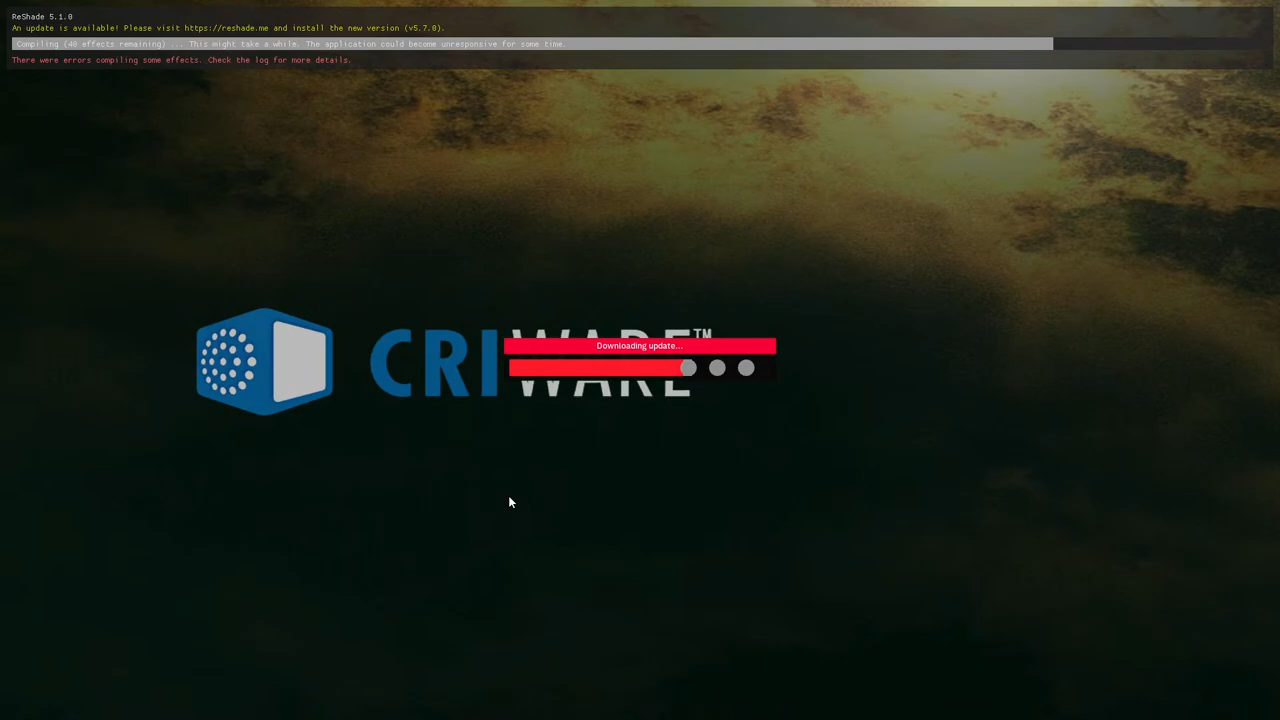 ReShade 5.1.0
An update is available! Please visit https://reshade.me and install the new version (v5.7.0).
Compiling (40 effects remaining) ... This might take a while. The application could become unresponsive for some time.
There were errors compiling some effects. Check the log for more details.
CRIWARE™
Downloading update...